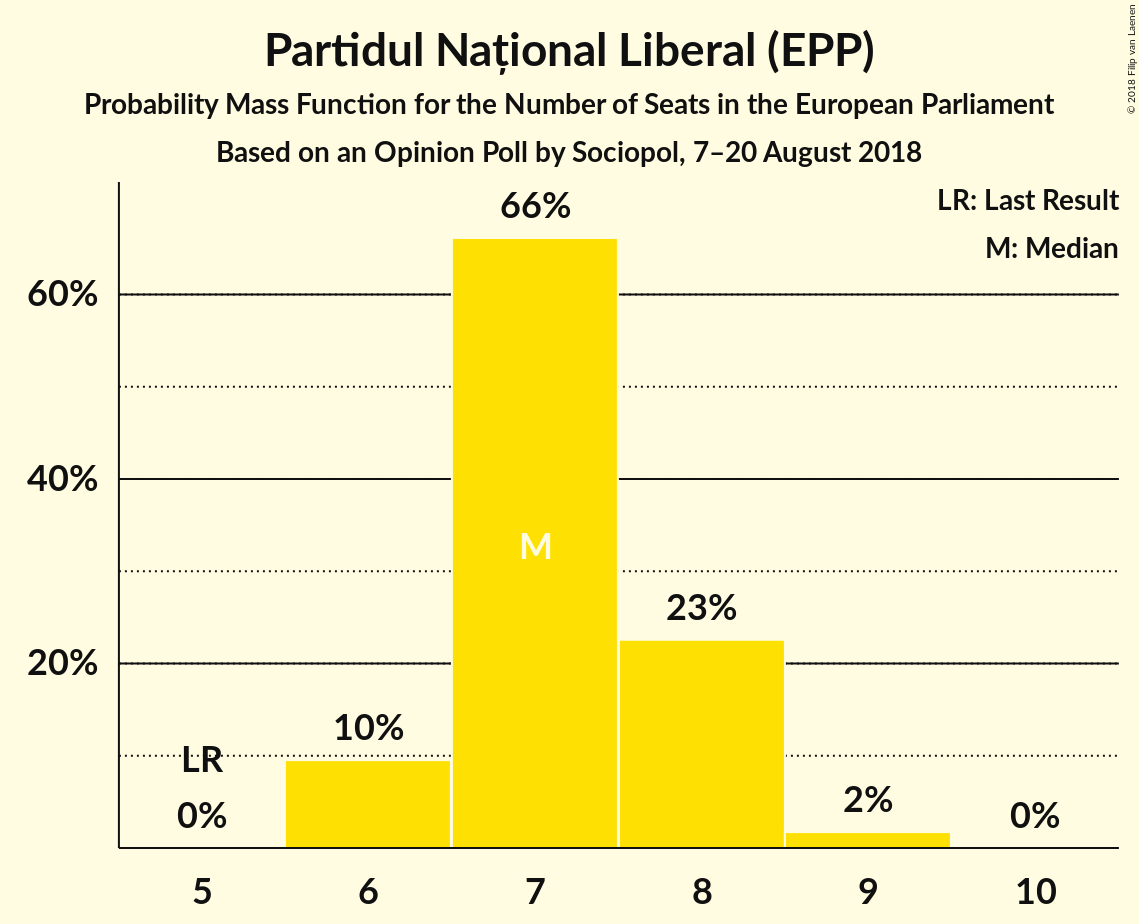 Partidul Național Liberal (EPP)
Probability Mass Function for the Number of Seats in the European Parliament
Based on an Opinion Poll by Sociopol, 7–20 August 2018
© 2018 Filip van Laenen
LR: Last Result
M: Median
66%
60%
40%
M
23%
20%
10%
LR
2%
0%
0%
5 6 7 8 9 10